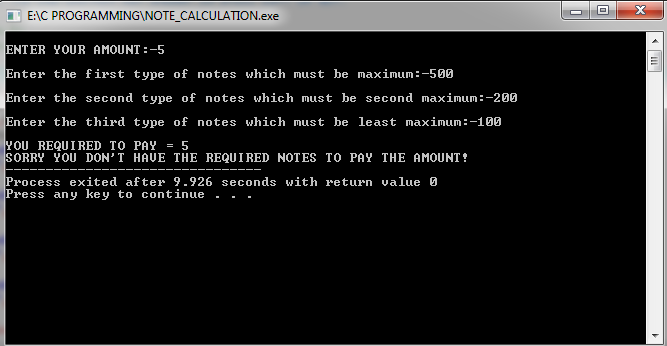 E:\C PROGRAMMING\NOTE_CALCULATION.exe
ENTER YOUR AMOUNT:-5
Enter the first type of notes which must be maximum:-500
Enter the second type of notes which must be second maximum:-200
Enter the third type of notes which must be least maximum:-100
YOU REQUIRED TO PAY = 5
SORRY YOU DON'T HAVE THE REQUIRED NOTES TO PAY THE AMOUNT!
--------------------------------
Process exited after 9.926 seconds with return value 0
Press any key to continue . . .